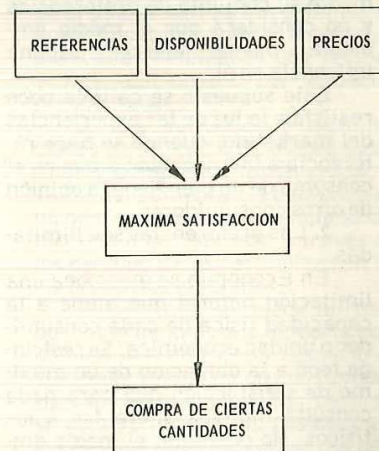 REFERENCIAS
DISPONIBILIDADES
PRECIOS
MAXIMA SATISFACCION
COMPRA DE CIERTAS
CANTIDADES